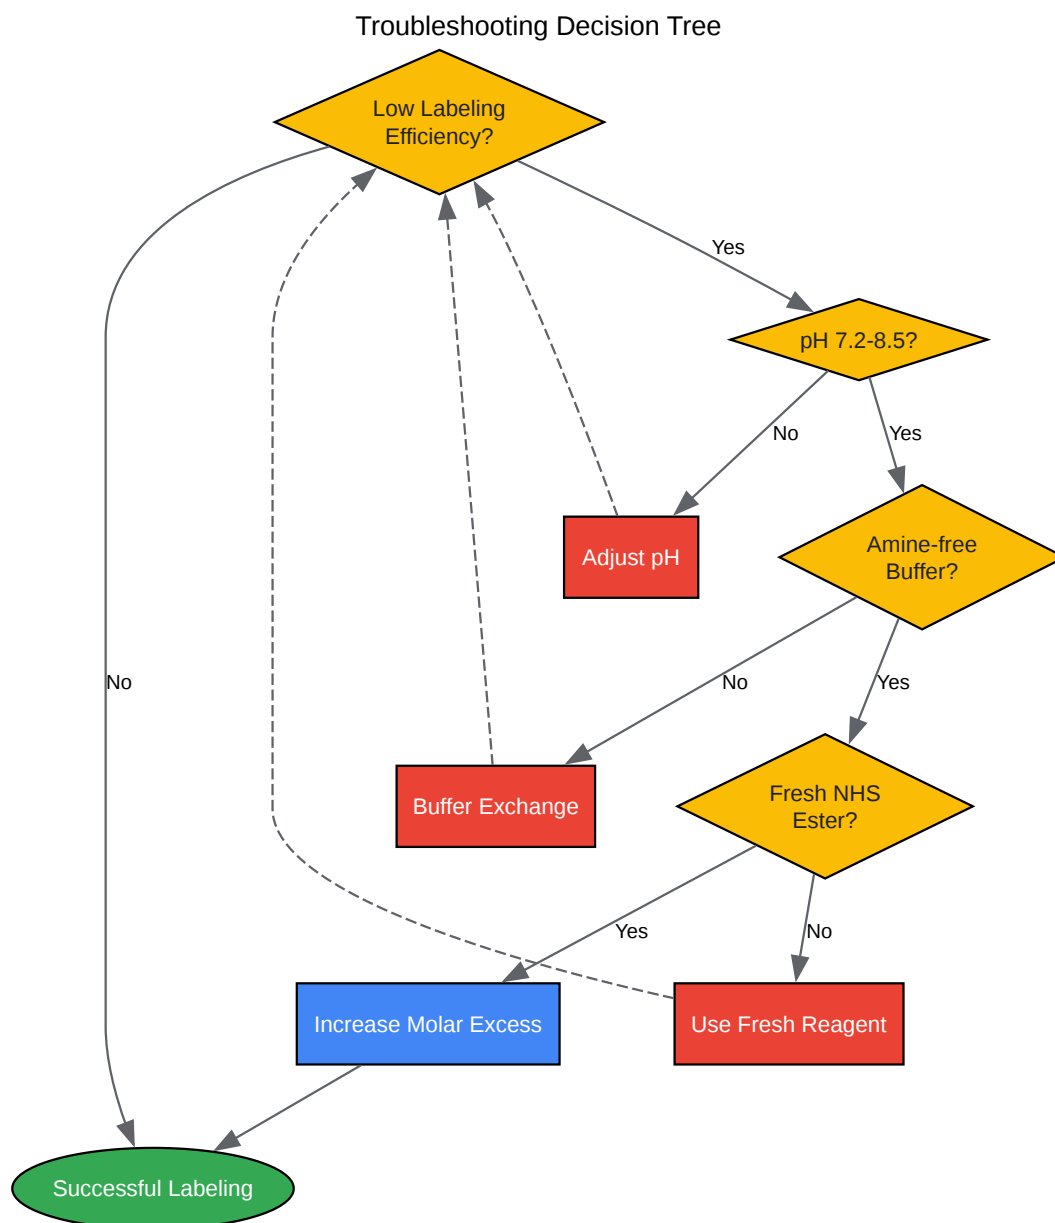 Troubleshooting Decision Tree
Low Labeling
Efficiency?
Yes
pH 7.2-8.5?
No
Yes
Adjust pH
Amine-free
Buffer?
No
No
Yes
Buffer Exchange
Fresh NHS
Ester?
Yes
No
Increase Molar Excess
Use Fresh Reagent
Successful Labeling